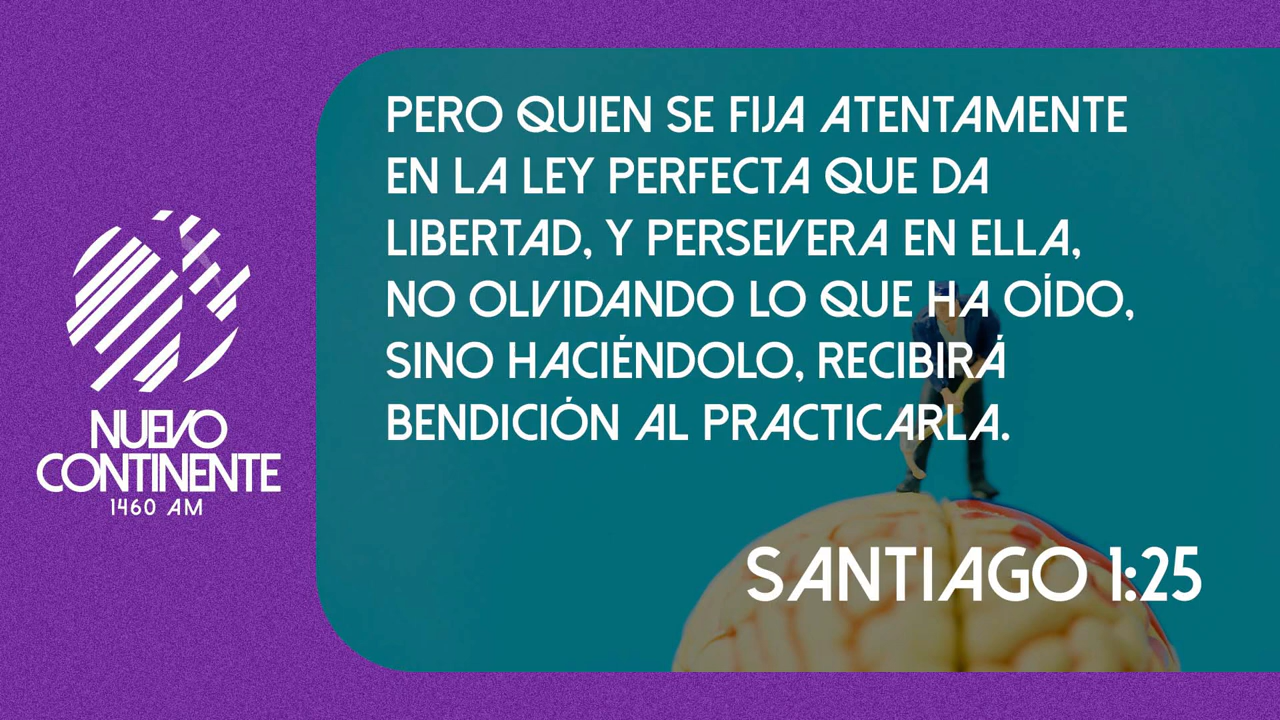 PERO QUIEN SE FIJA ATENTAMENTE
EN LA LEY PERFECTA QUE DA
LIBERTAD, Y PERSEVERA EN ELLA,
NO OLVIDANDO LO QUE HA OÍDO,
SINO HACIÉNDOLO, RECIBIRÁ
BENDICIÓN AL PRACTICARLA.
SANTIAGO 1:25
NUEVO
CONTINENTE
1460 AM